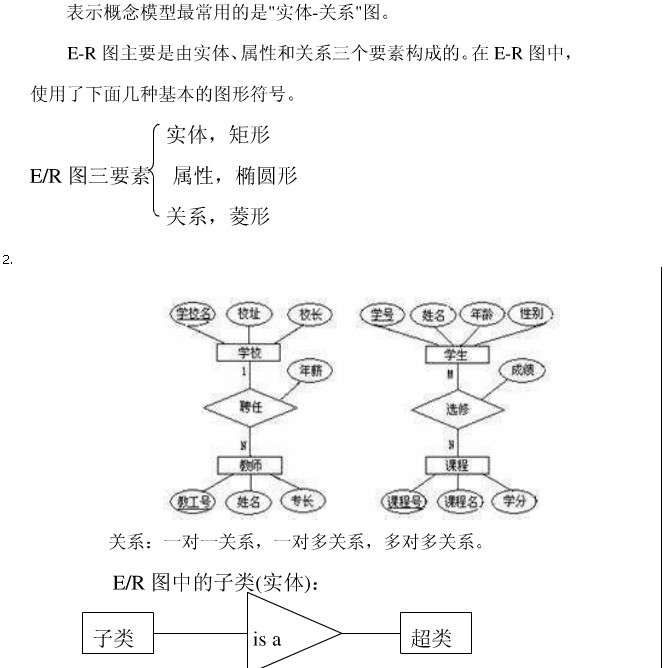 表示概念模型最常用的是"实体-关系"图。
E-R 图主要是由实体、属性和关系三个要素构成的。在 E-R 图中，
使用了下面几种基本的图形符号。
实体，矩形
E/R 图三要素 属性，椭圆形
关系，菱形
2.
学校名 校址 校长 学号 姓名 年龄 性别
学校 学生
1 年薪 M 成绩
聘任 选修
N N
教师 课程
教工号 姓名 专长 课程号 课程名 学分
关系：一对一关系，一对多关系，多对多关系。
E/R 图中的子类(实体)：
子类 is a 超类